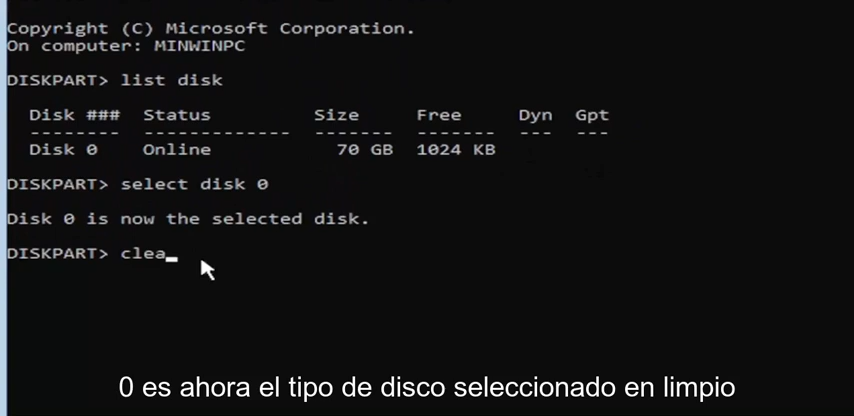 Copyright (C) Microsoft Corporation.
On computer: MINWINPC
DISKPART> list disk
Disk ### Status Size Free Dyn Gpt
-------- ------------- ------- ------- --- ---
Disk 0 Online 70 GB 1024 KB
DISKPART> select disk 0
Disk 0 is now the selected disk.
DISKPART> clea_
0 es ahora el tipo de disco seleccionado en limpio